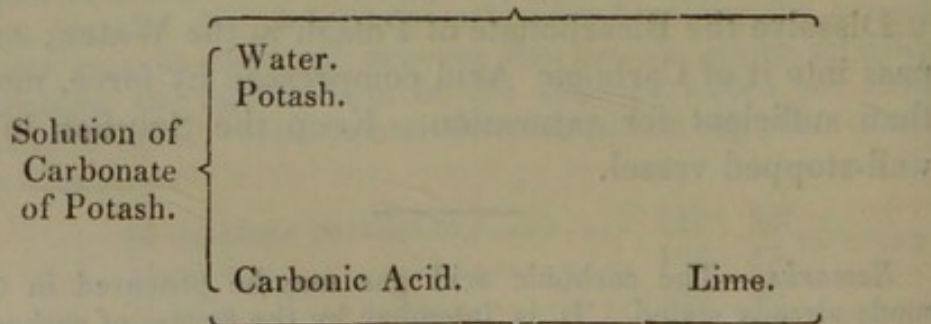 Water.
Potash.
Solution of
Carbonate
of Potash.
Carbonic Acid. Lime.